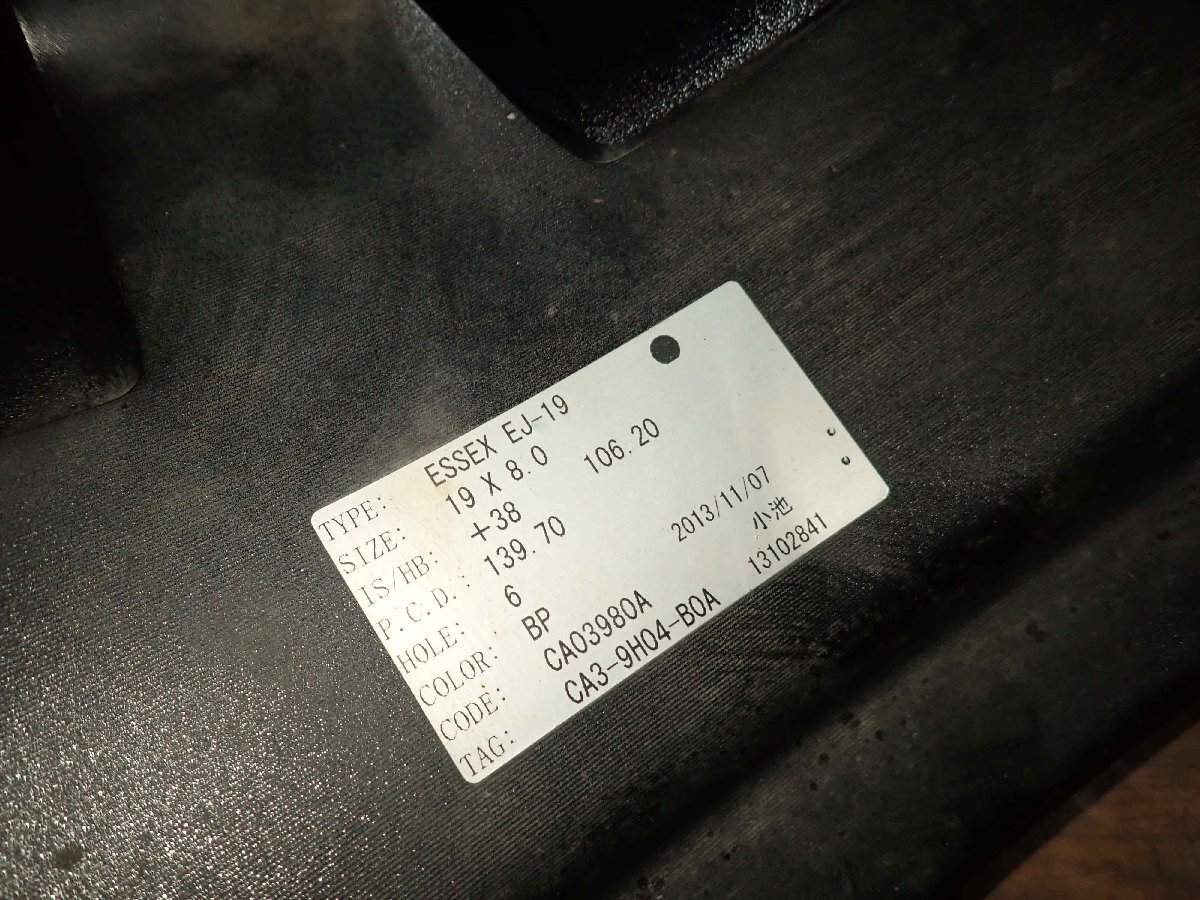 TYPE: ESSEX EJ-19
SIZE: 19 X 8.0
IS/HB: +38 106.20
P.C.D. 139.70
HOLE: 6 2013/11/07
COLOR: BP 小池
CODE: CA03980A 13102841
TAG: CA3-9H04-B0A